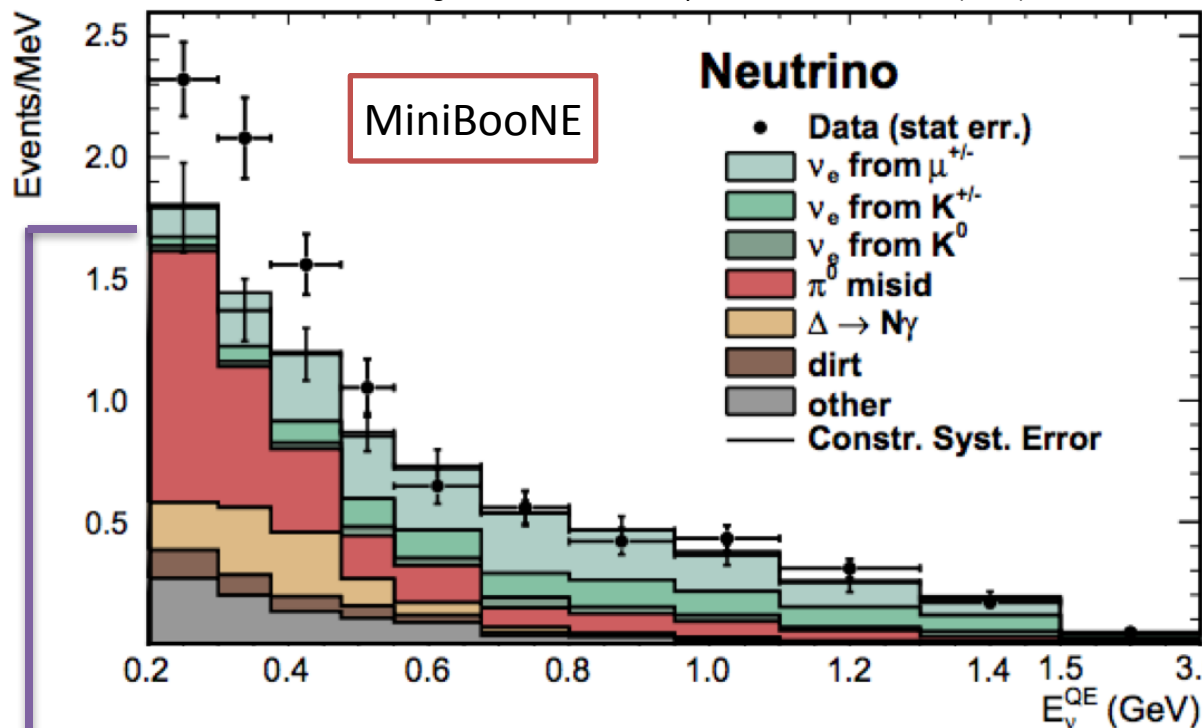 Events/MeV
2.5
2.0
1.5
1.0
0.5
MiniBooNE
Neutrino
Data (stat err.)
νe from μ+/-
νe from K+/-
νe from K0
π0 misid
Δ → Nγ
dirt
other
Constr. Syst. Error
0.2 0.4 0.6 0.8 1.0 1.2 1.4 1.5 3.
EνQE (GeV)